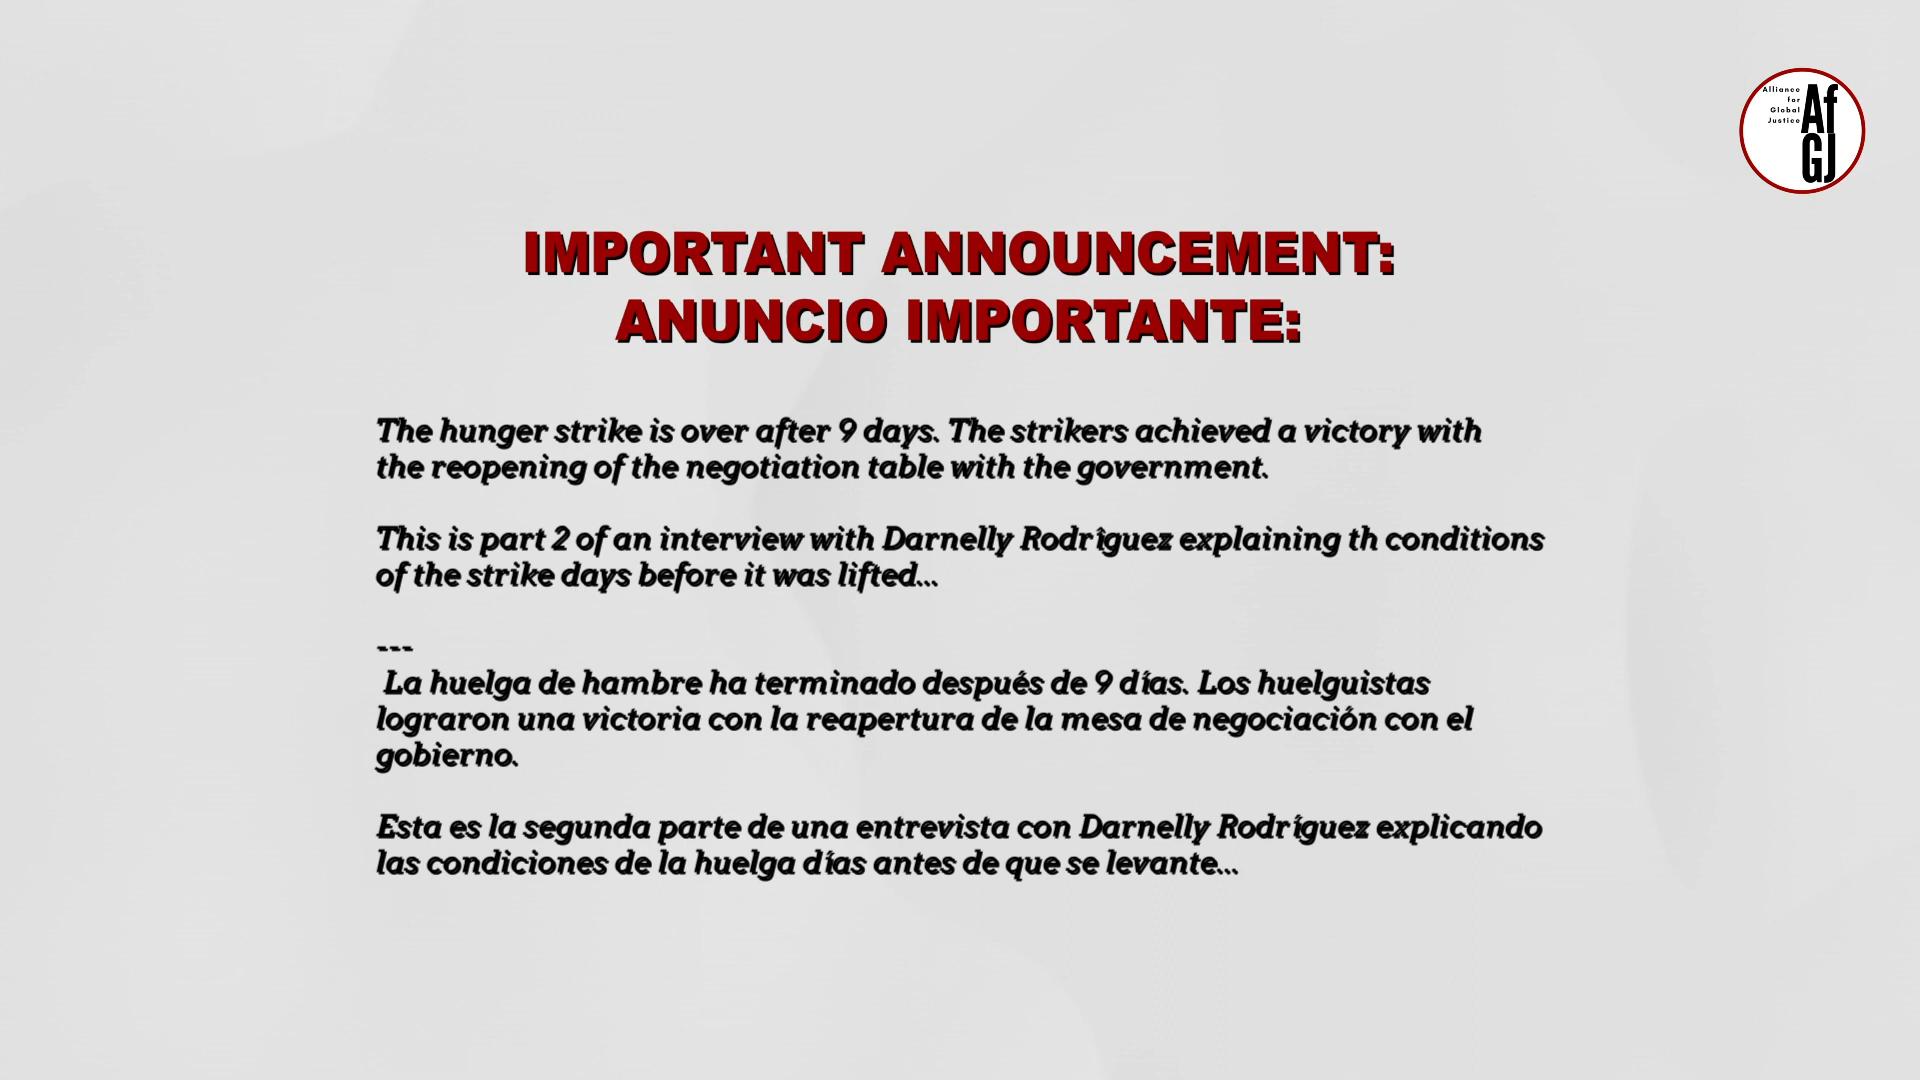 Alliance
for
Global
Justice
Af
GJ
IMPORTANT ANNOUNCEMENT:
ANUNCIO IMPORTANTE:
The hunger strike is over after 9 days. The strikers achieved a victory with
the reopening of the negotiation table with the government.
This is part 2 of an interview with Darnelly Rodríguez explaining th conditions
of the strike days before it was lifted...
---
La huelga de hambre ha terminado después de 9 días. Los huelguistas
lograron una victoria con la reapertura de la mesa de negociación con el
gobierno.
Esta es la segunda parte de una entrevista con Darnelly Rodríguez explicando
las condiciones de la huelga días antes de que se levante...